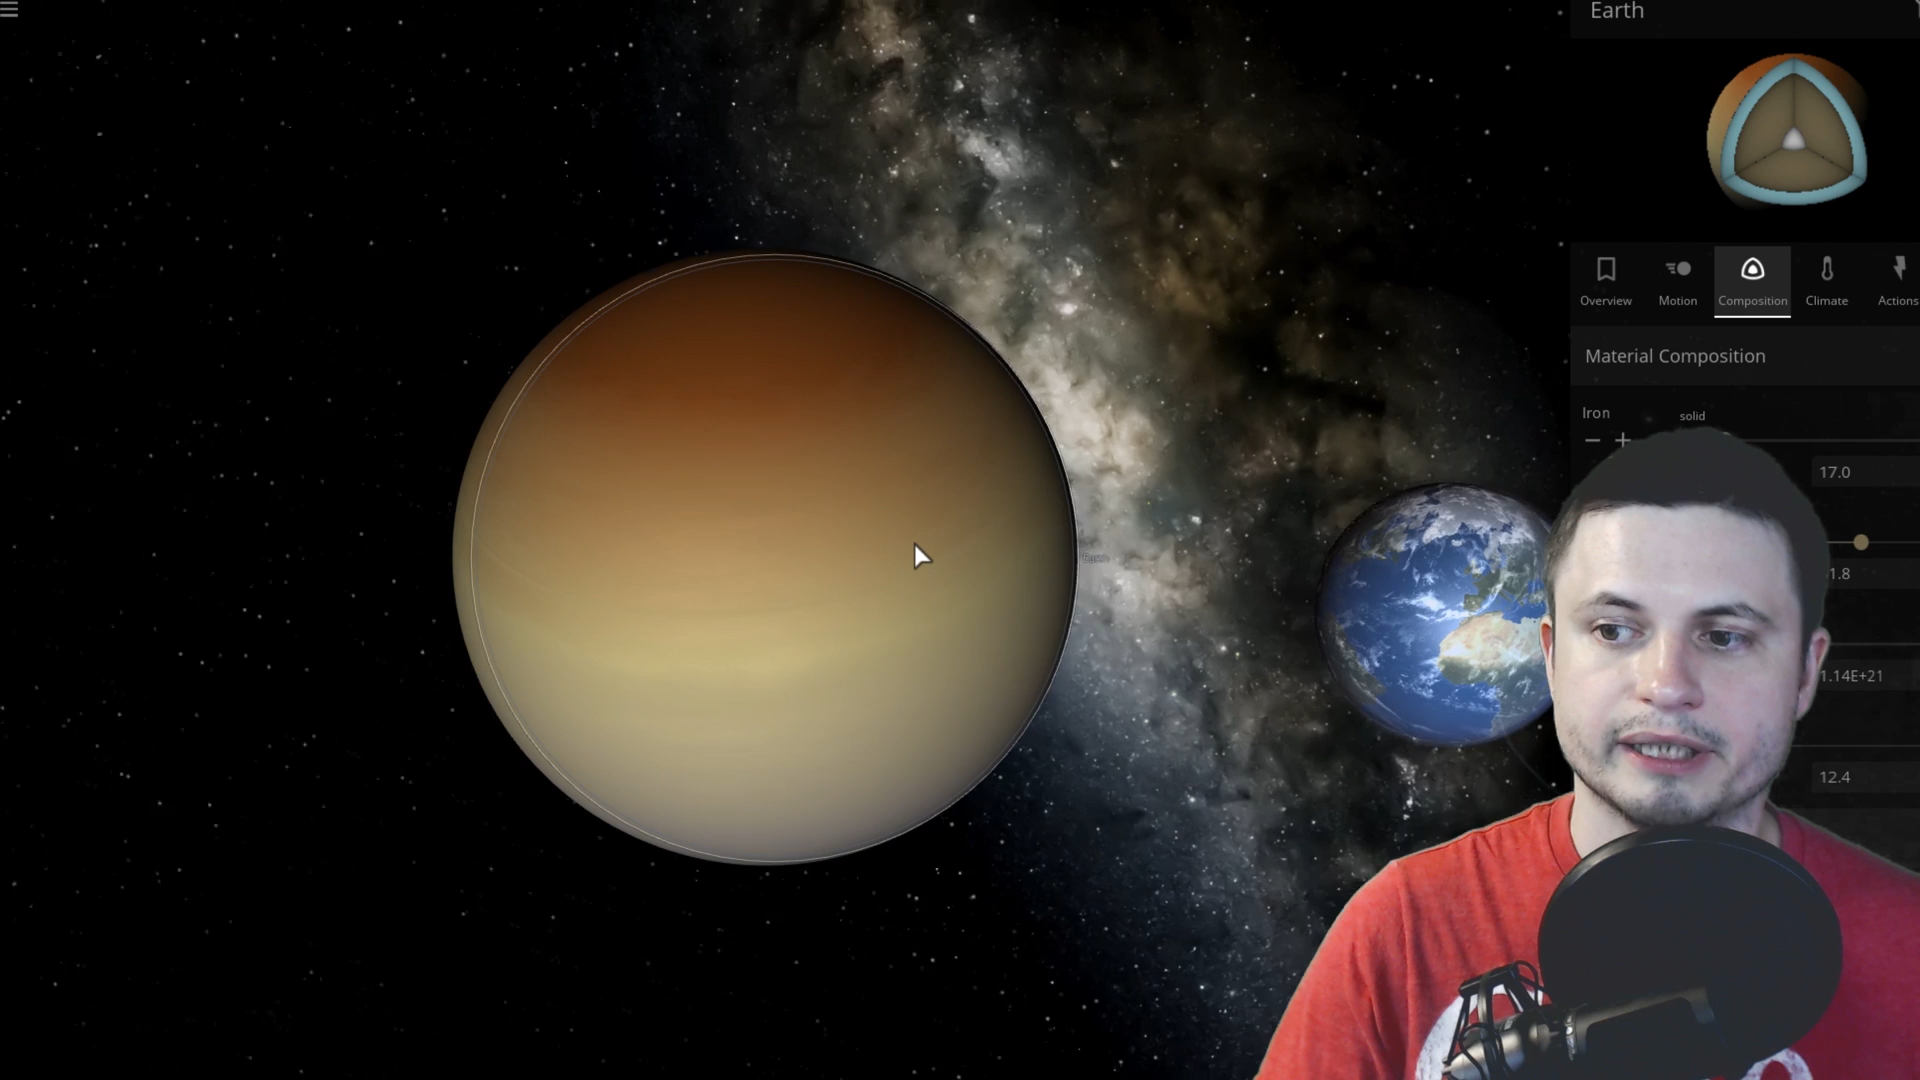 Earth
Overview Motion Composition Climate Actions
Material Composition
Iron solid
17.0
1.8
1.14E+21
12.4